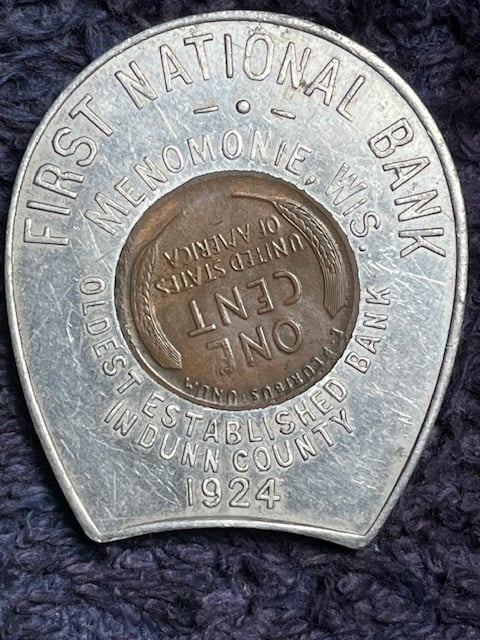 FIRST NATIONAL BANK
MENOMONIE, WIS.
E·PLURIBUS·UNUM
ONE
CENT
UNITED STATES
OF AMERICA
OLDEST ESTABLISHED BANK
IN DUNN COUNTY
1924